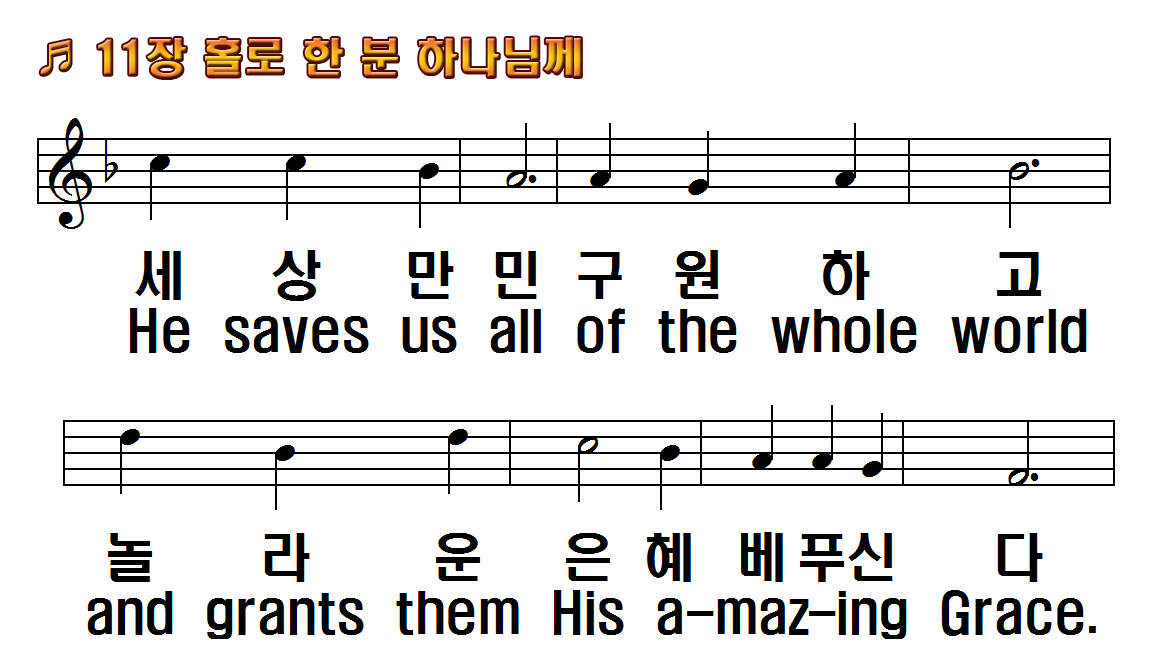 11장 홀로 한 분 하나님께
세 상 만 민 구 원 하 고
He saves us all of the whole world
놀 라 운 은 혜 베 푸 신 다
and grants them His a-maz-ing Grace.